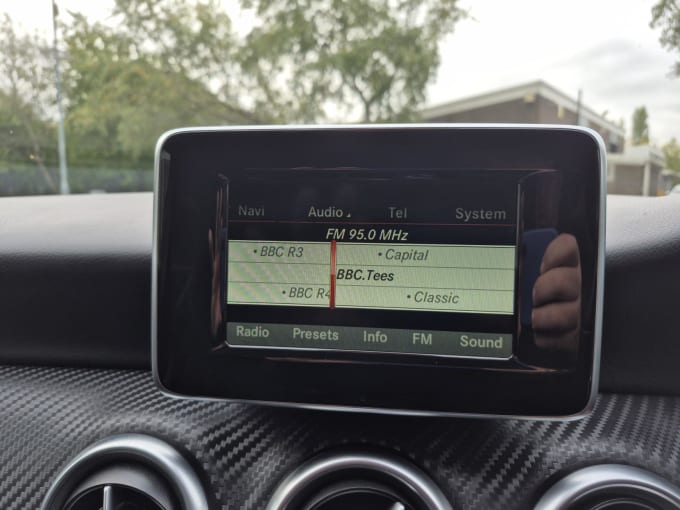 Navi Audio Tel System
FM 95.0 MHz
• BBC R3 • Capital
BBC.Tees
• BBC R4 • Classic
Radio Presets Info FM Sound